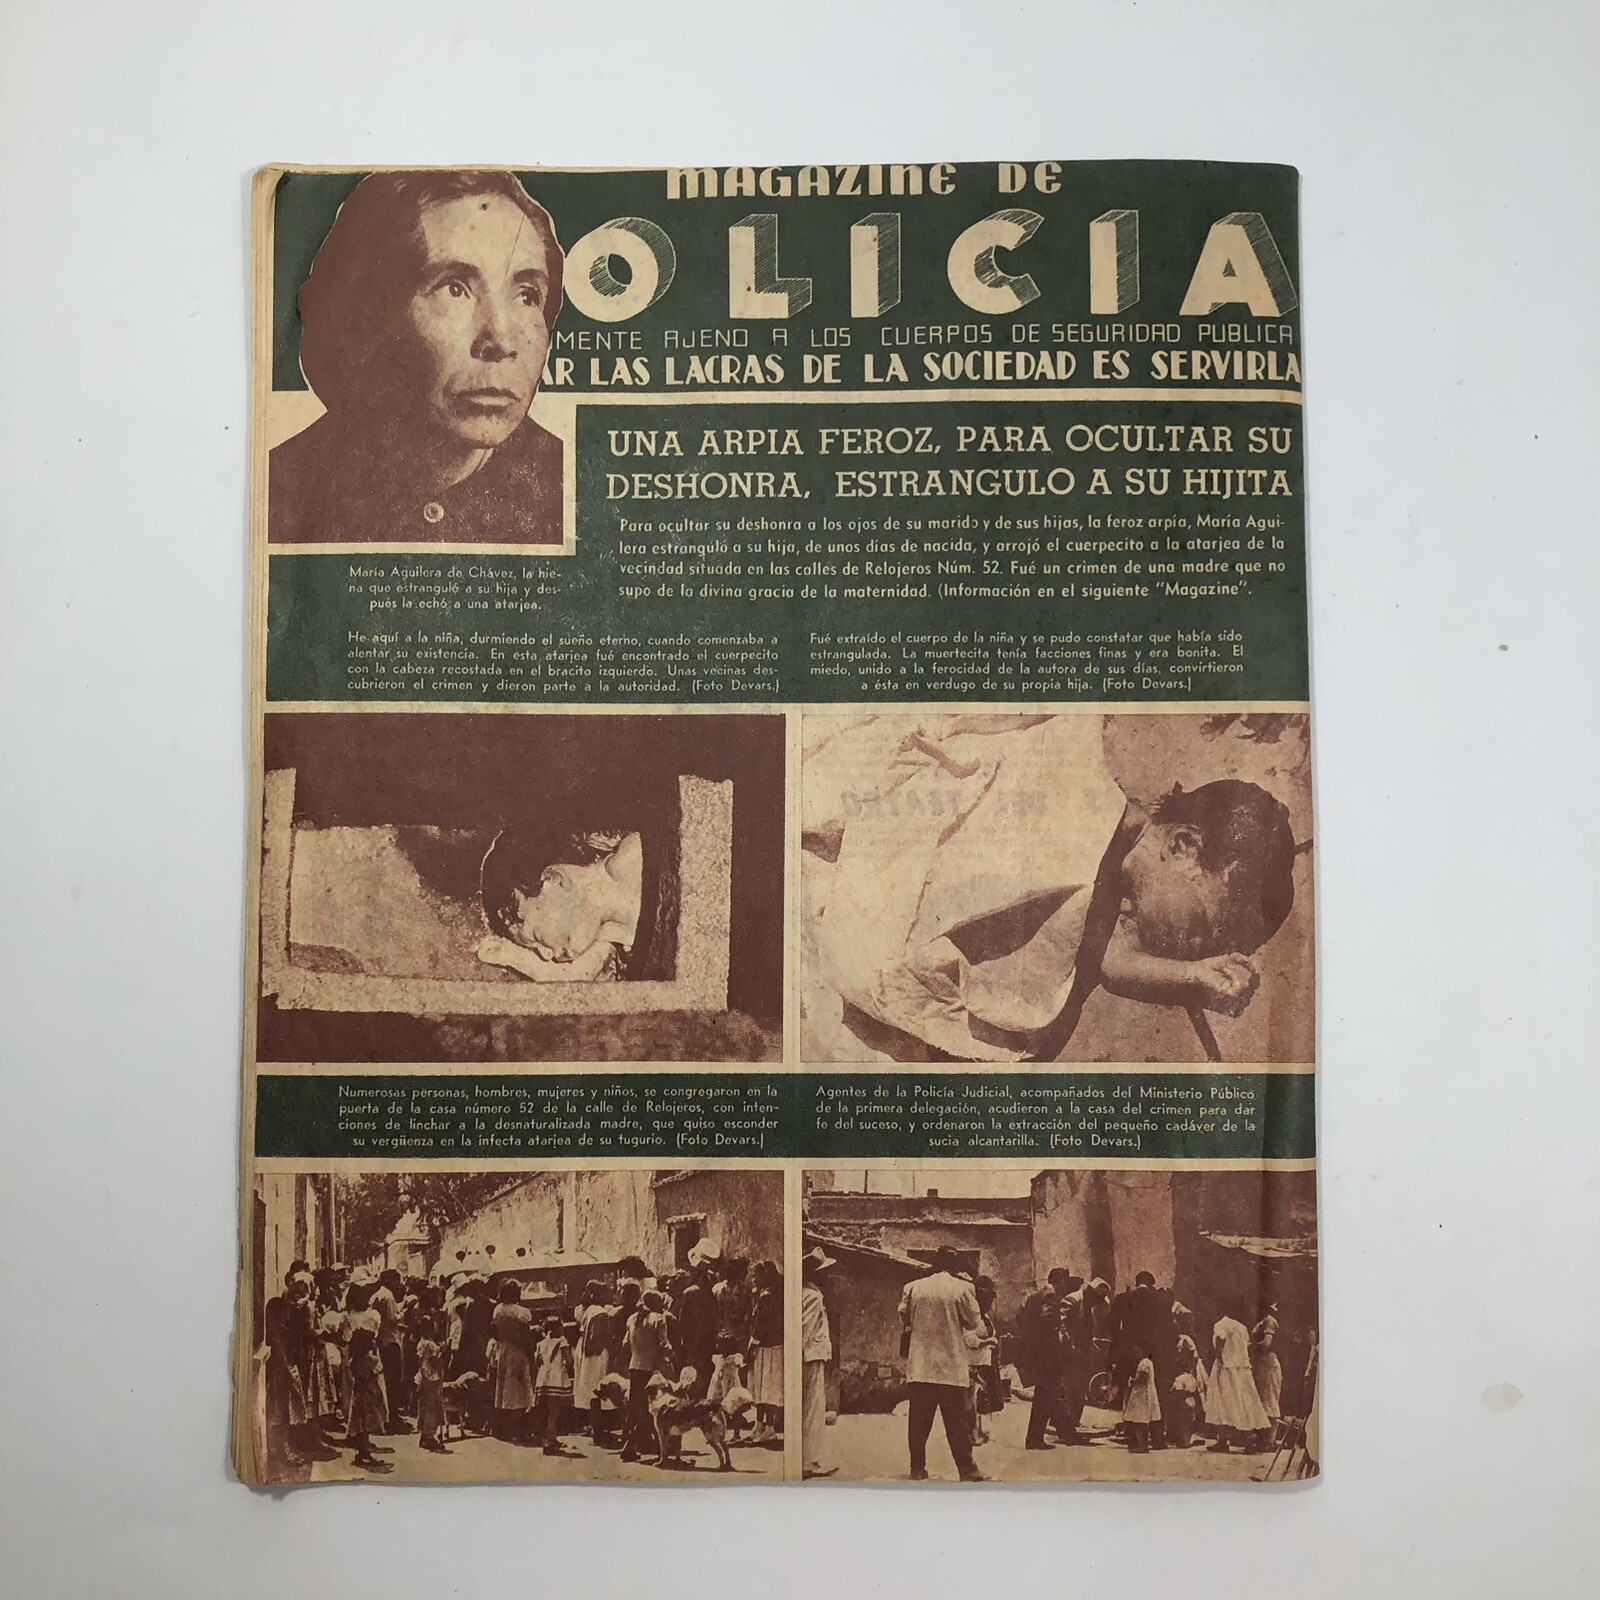 MAGAZINE DE
OLICIA
MENTE AJENO A LOS CUERPOS DE SEGURIDAD PUBLICA
AR LAS LACRAS DE LA SOCIEDAD ES SERVIRLA
UNA ARPIA FEROZ, PARA OCULTAR SU
DESHONRA, ESTRANGULO A SU HIJITA
Para ocultar su deshonra a los ojos de su marido y de sus hijas, la feroz arpía, María Agui-
lera estranguló a su hija, de unos días de nacida, y arrojó el cuerpecito a la atarjea de la
vecindad situada en las calles de Relojeros Núm. 52. Fué un crimen de una madre que no
supo de la divina gracia de la maternidad. (Información en el siguiente "Magazine".
María Aguilera de Chávez, la hie-
na que estranguló a su hija y des-
pués la echó a una atarjea.
He aquí a la niña, durmiendo el sueño eterno, cuando comenzaba a
alentar su existencia. En esta atarjea fué encontrado el cuerpecito
con la cabeza recostada en el bracito izquierdo. Unas vecinas des-
cubrieron el crimen y dieron parte a la autoridad. (Foto Devars.)
Fué extraído el cuerpo de la niña y se pudo constatar que había sido
estrangulada. La muertecita tenía facciones finas y era bonita. El
miedo, unido a la ferocidad de la autora de sus días, convirtieron
a ésta en verdugo de su propia hija. (Foto Devars.)
Numerosas personas, hombres, mujeres y niños, se congregaron en la
puerta de la casa número 52 de la calle de Relojeros, con inten-
ciones de linchar a la desnaturalizada madre, que quiso esconder
su vergüenza en la infecta atarjea de su tugurio. (Foto Devars.)
Agentes de la Policía Judicial, acompañados del Ministerio Público
de la primera delegación, acudieron a la casa del crimen para dar
fe del suceso, y ordenaron la extracción del pequeño cadáver de la
sucia alcantarilla. (Foto Devars.)